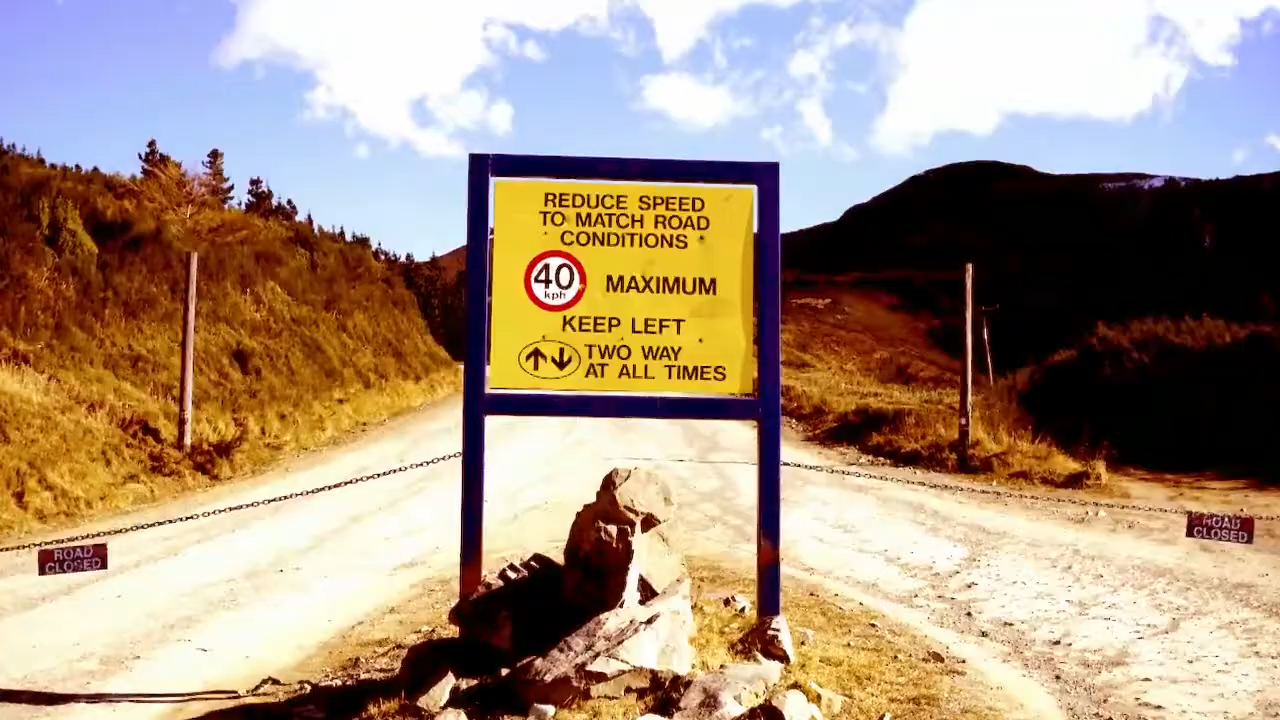 REDUCE SPEED
TO MATCH ROAD
CONDITIONS
40
kph
MAXIMUM
KEEP LEFT
TWO WAY
AT ALL TIMES
ROAD
CLOSED
ROAD
CLOSED